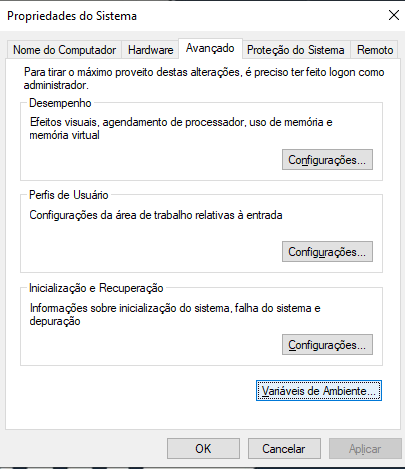 Propriedades do Sistema
Nome do Computador Hardware Avançado Proteção do Sistema Remoto
Para tirar o máximo proveito destas alterações, é preciso ter feito logon como
administrador.
Desempenho
Efeitos visuais, agendamento de processador, uso de memória e
memória virtual
Configurações...
Perfis de Usuário
Configurações da área de trabalho relativas à entrada
Configurações...
Inicialização e Recuperação
Informações sobre inicialização do sistema, falha do sistema e
depuração
Configurações...
Variáveis de Ambiente...
OK Cancelar Aplicar